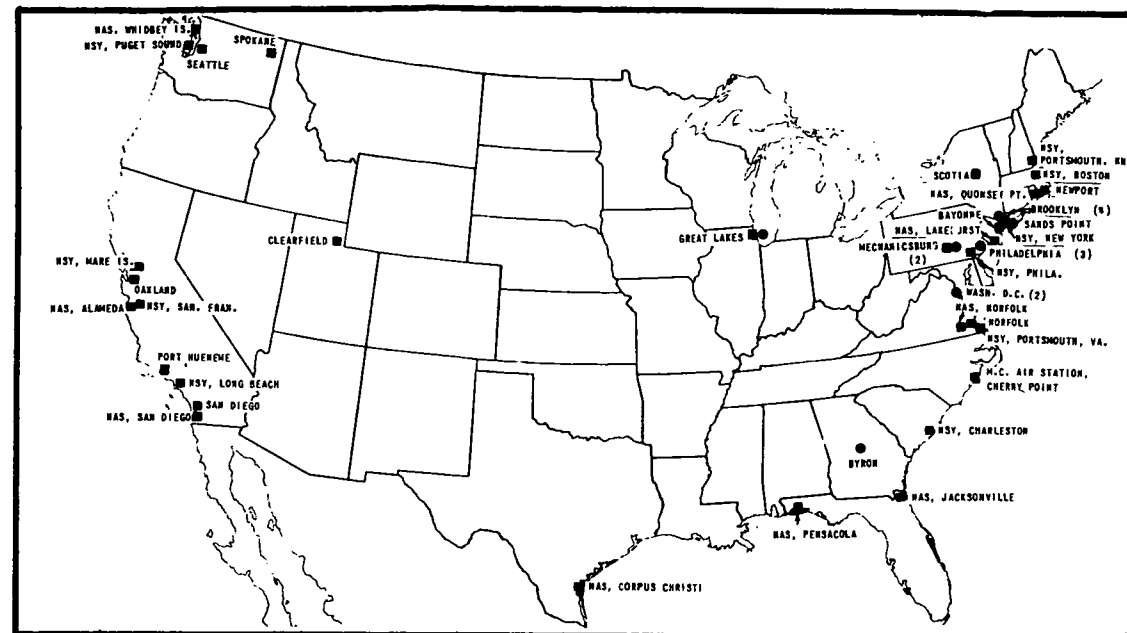 NAS, WHIDBEY IS.
NSY, PUGET SOUND
SEATTLE
SPOKANE
CLEARFIELD
NSY, MARE IS.
OAKLAND
NAS, ALAMEDA
NSY, SAN. FRAN.
PORT HUENEME
NSY, LONG BEACH
SAN DIEGO
NAS, SAN DIEGO
GREAT LAKES
SCOTIA
NSY,
PORTSMOUTH,
NSY, BOSTON
NAS, QUONSET PT.
NEWPORT
BAYONNE
BROOKLYN (4)
SANDS POINT
NAS, LAKEHURST
NSY, NEW YORK
MECHANICSBURG
(2)
PHILADELPHIA (3)
NSY, PHILA.
WASH. D.C. (2)
NAS, NORFOLK
NORFOLK
NSY, PORTSMOUTH, VA.
M.C. AIR STATION,
CHERRY POINT
NSY, CHARLESTON
BYRON
NAS, JACKSONVILLE
NAS, PENSACOLA
NAS, CORPUS CHRISTI